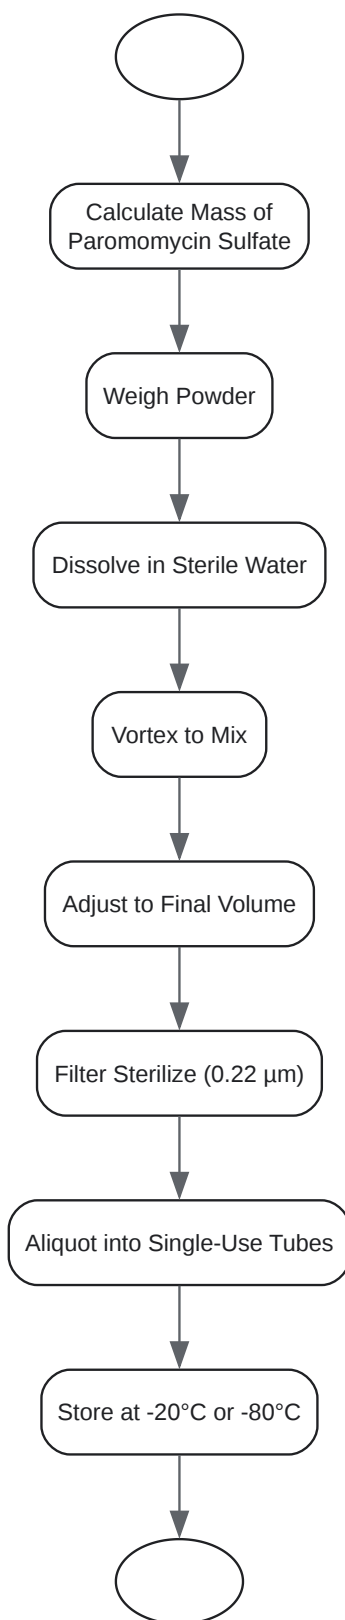 Calculate Mass of
Paromomycin Sulfate
Weigh Powder
Dissolve in Sterile Water
Vortex to Mix
Adjust to Final Volume
Filter Sterilize (0.22 µm)
Aliquot into Single-Use Tubes
Store at -20°C or -80°C